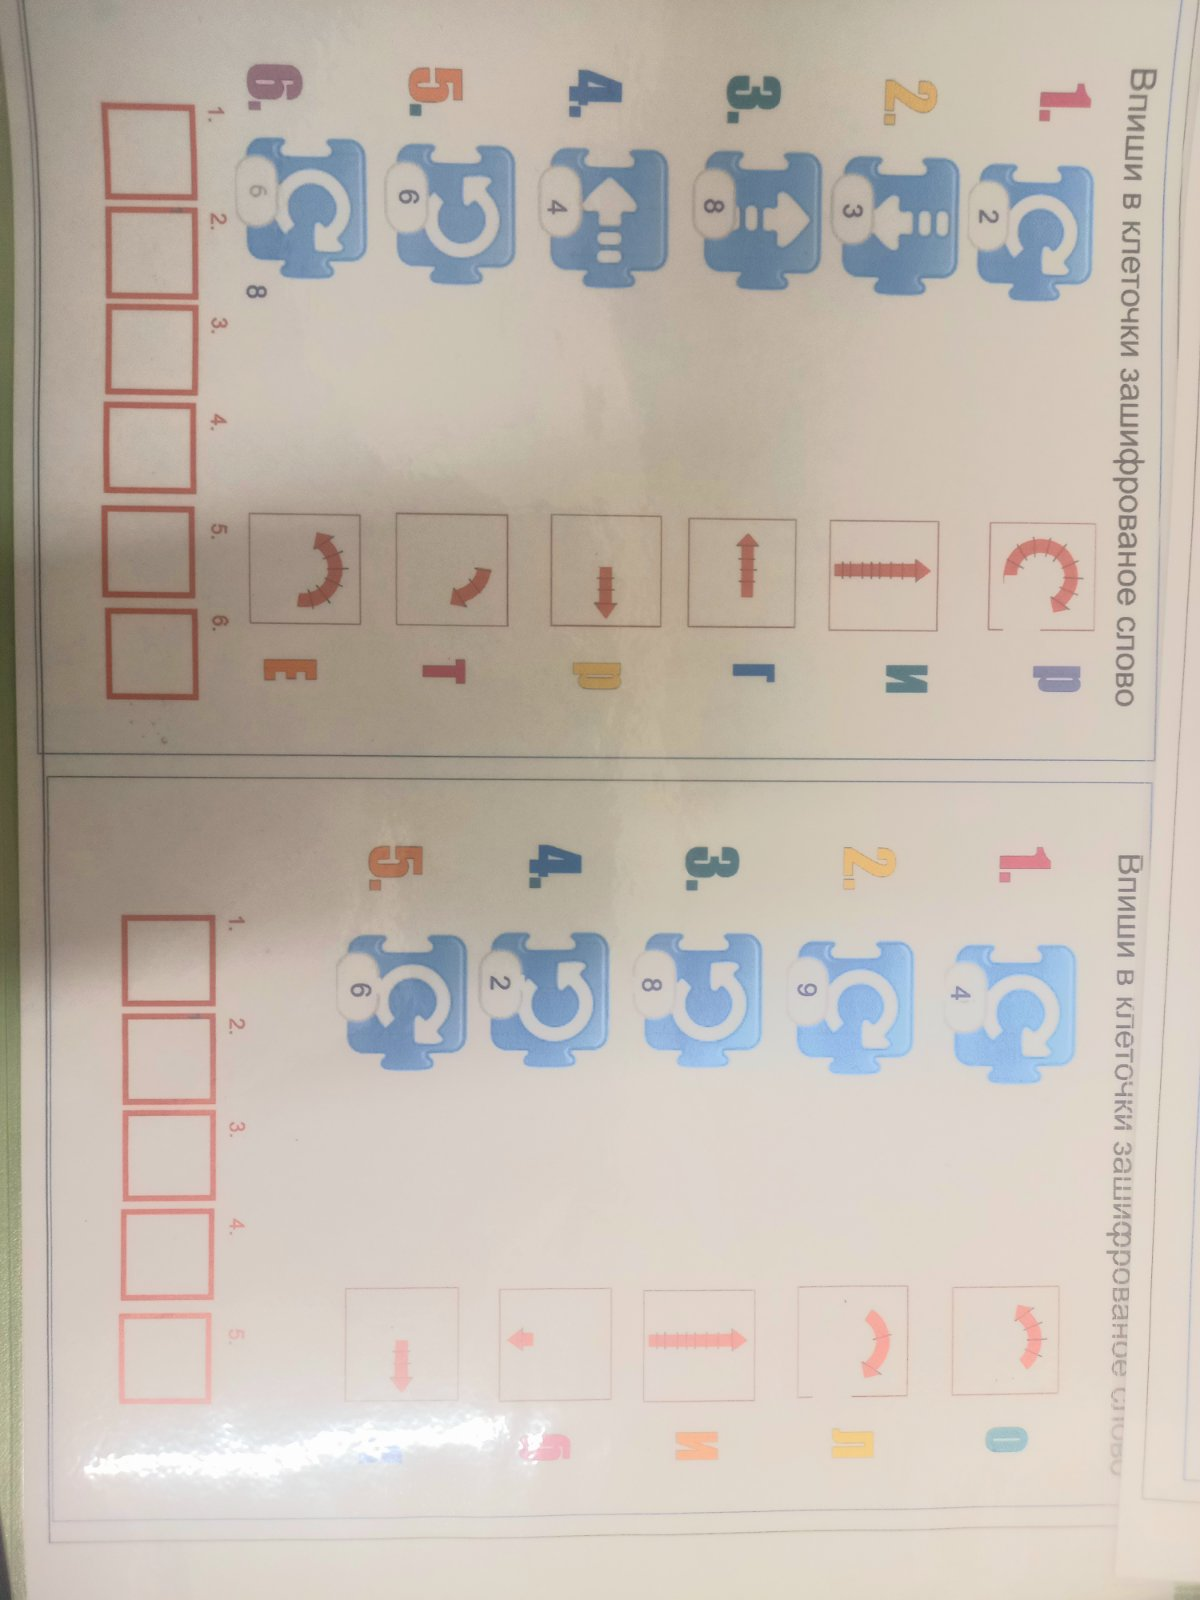 Впиши в клеточки зашифрованое слово
1. 2 Р
2. 3 И
3. 8 Г
4. 4 Р
5. 6 Т
6. 6 8 Е
1. 2. 3. 4. 5. 6.
Впиши в клеточки зашифрованое слово
1. 4 О
2. 9 Л
3. 8 И
4. 2 Б
5. 6
1. 2. 3. 4. 5.